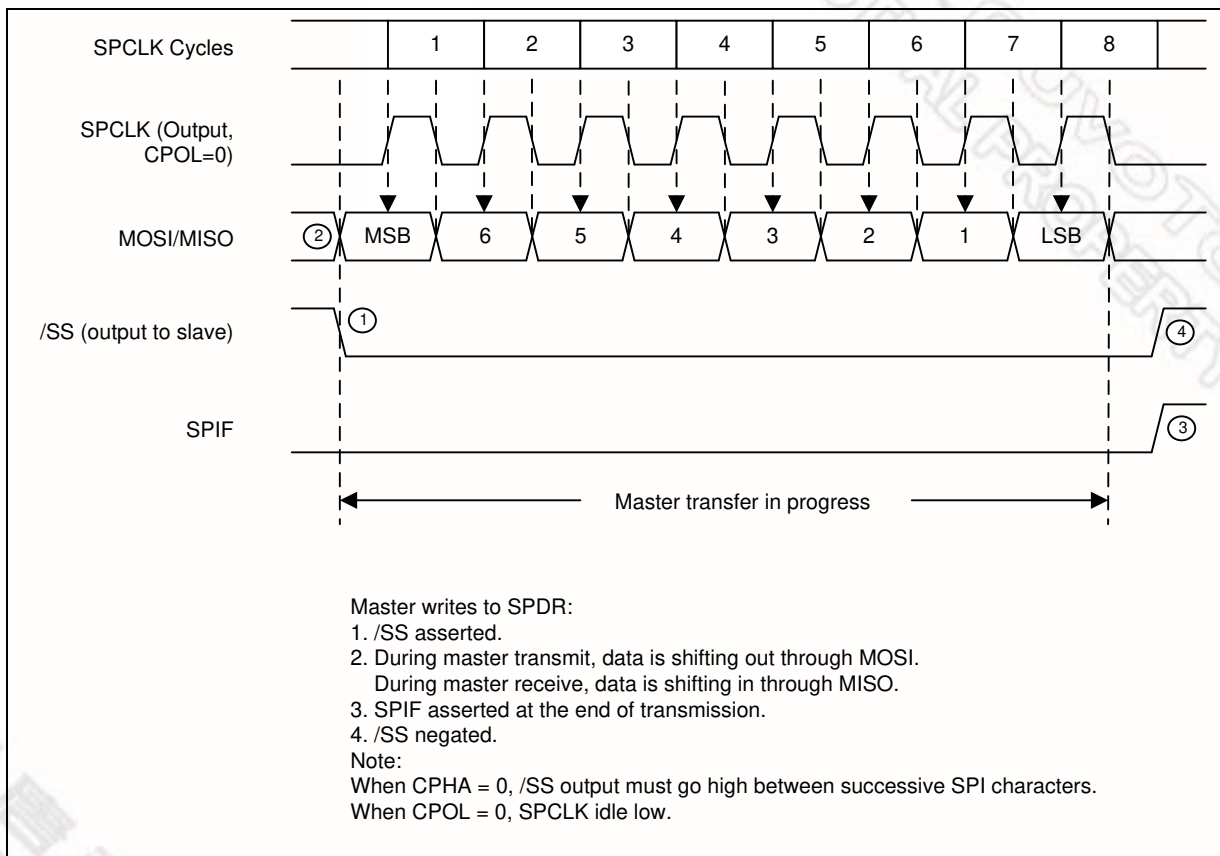 SPCLK Cycles
1 2 3 4 5 6 7 8
SPCLK (Output,
CPOL=0)
MOSI/MISO
2 MSB 6 5 4 3 2 1 LSB
/SS (output to slave)
1
4
SPIF
3
Master transfer in progress
Master writes to SPDR:
1. /SS asserted.
2. During master transmit, data is shifting out through MOSI.
During master receive, data is shifting in through MISO.
3. SPIF asserted at the end of transmission.
4. /SS negated.
Note:
When CPHA = 0, /SS output must go high between successive SPI characters.
When CPOL = 0, SPCLK idle low.